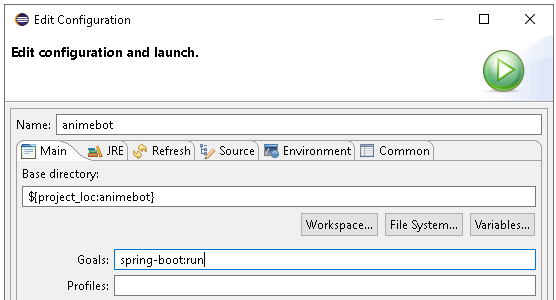 Edit Configuration
Edit configuration and launch.
Name: animebot
Main JRE Refresh Source Environment Common
Base directory:
${project_loc:animebot}
Workspace... File System... Variables...
Goals: spring-boot:run
Profiles: